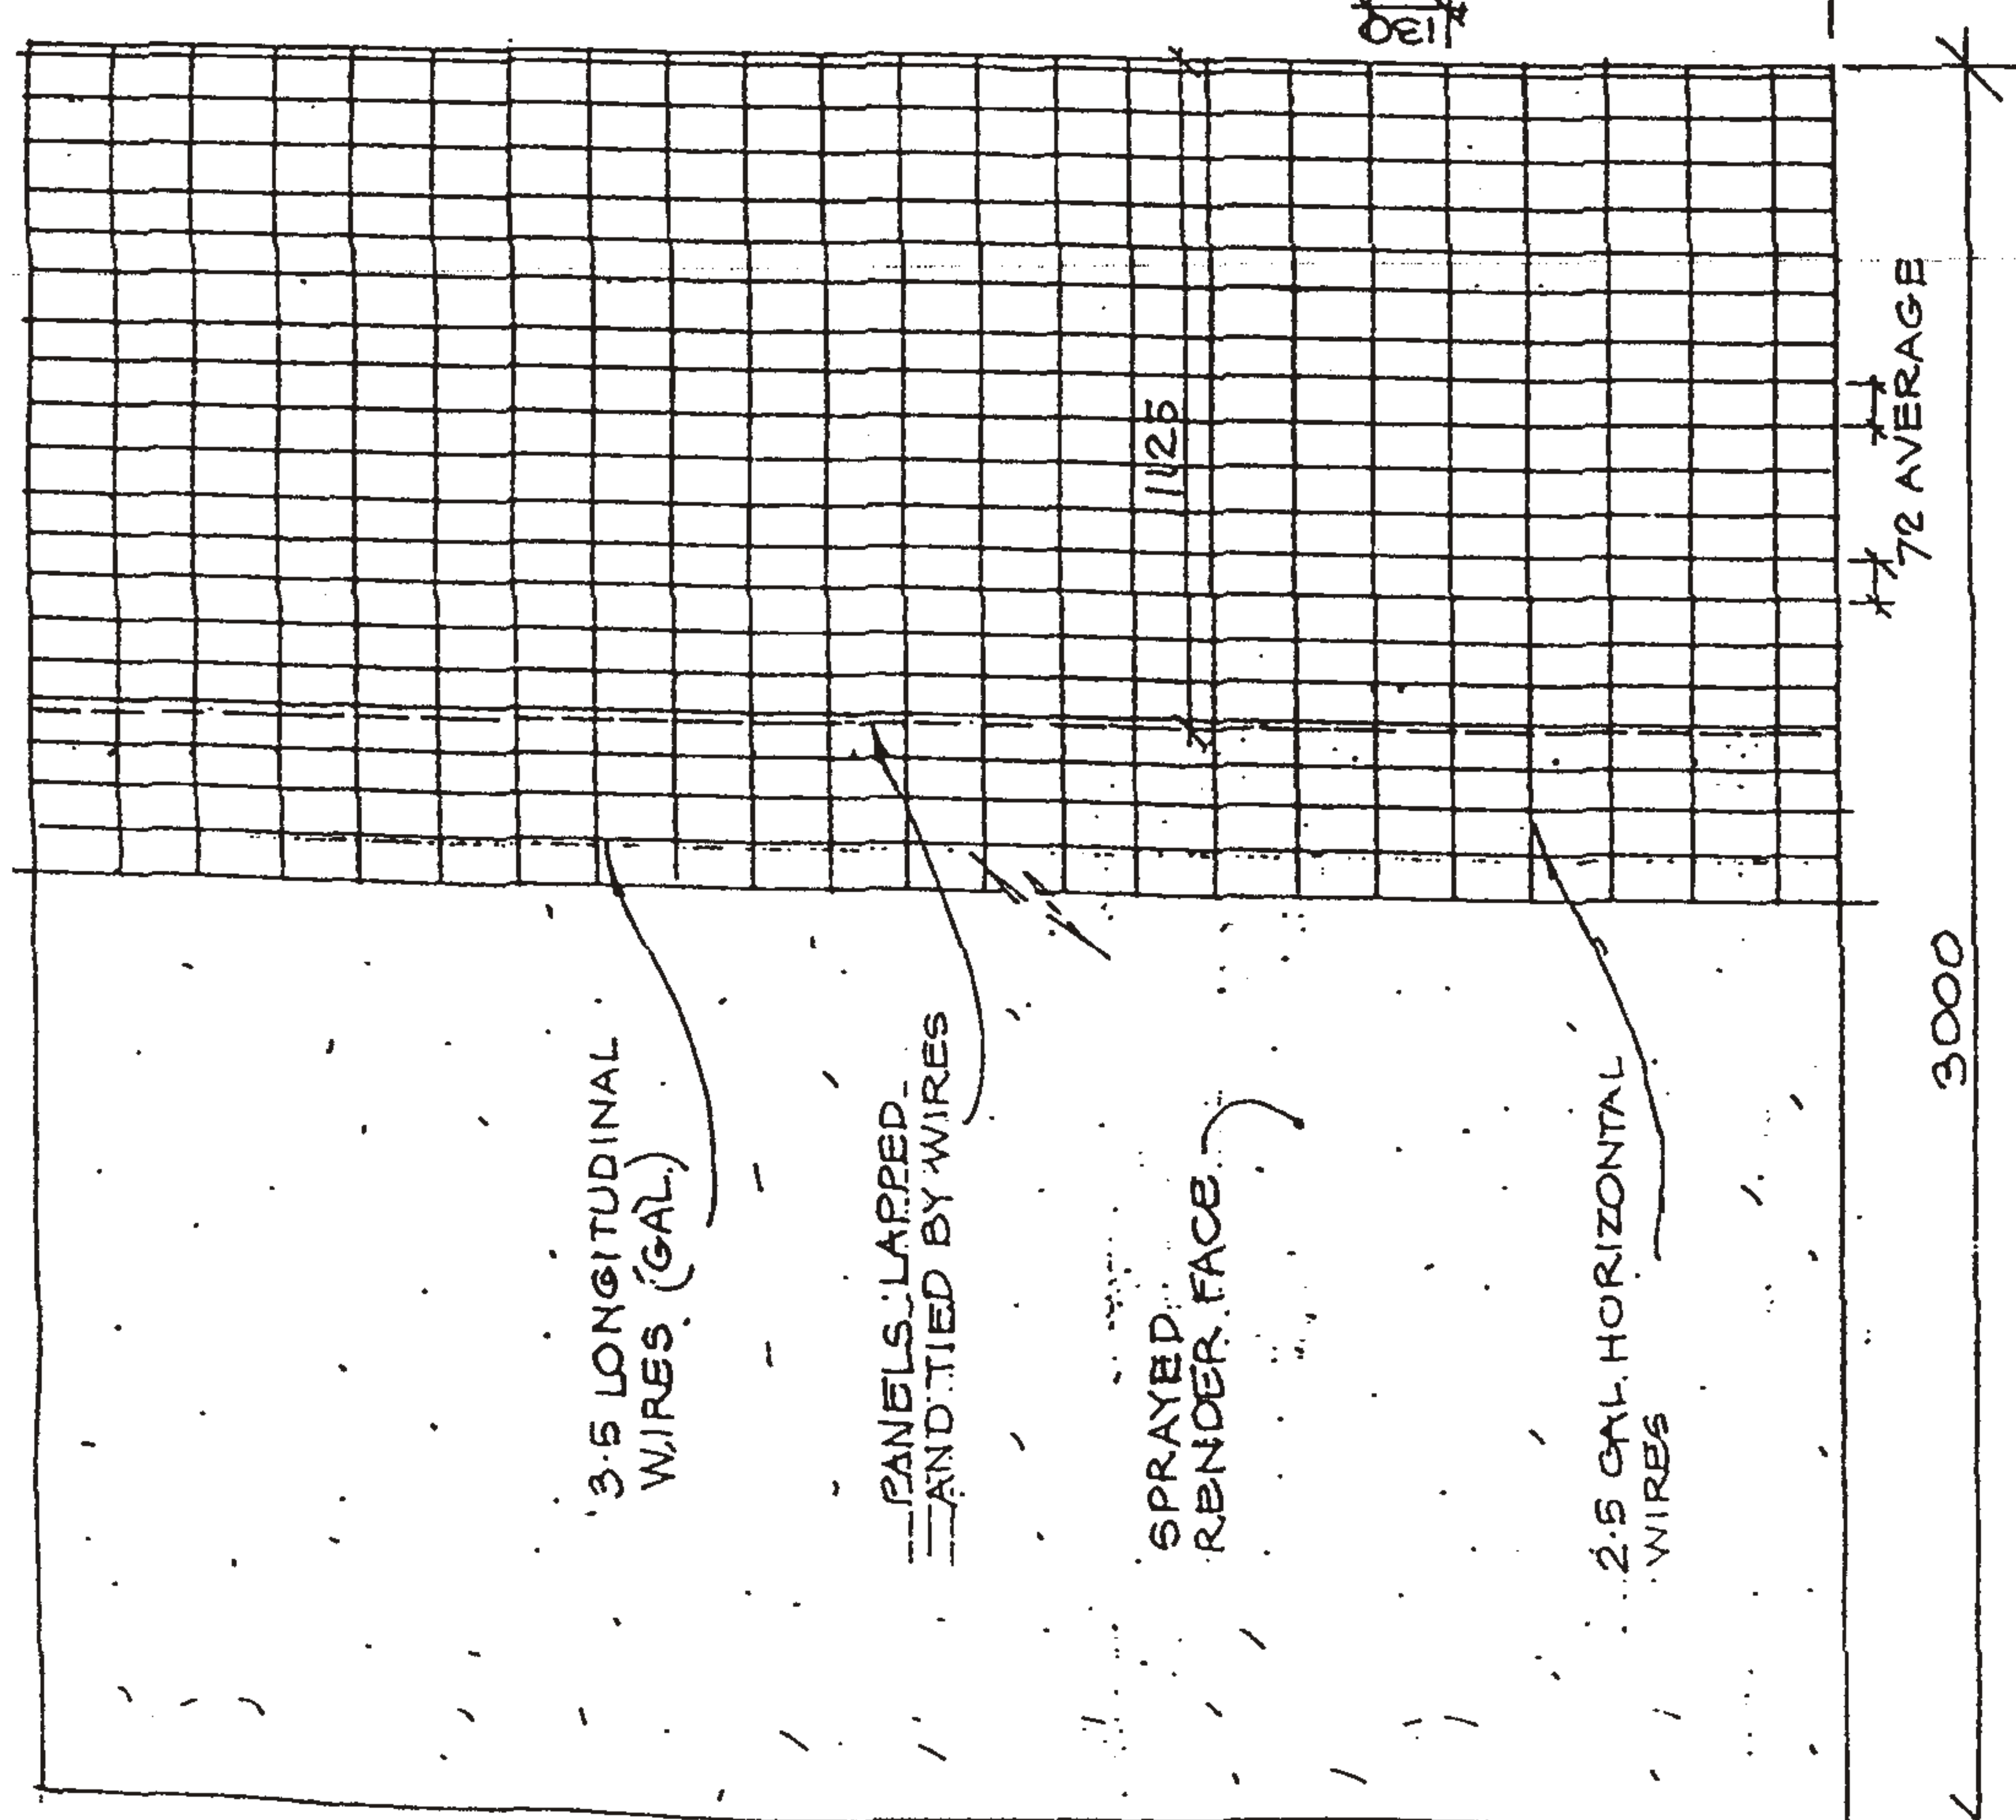 3·5 LONGITUDINAL
WIRES (GAL)
PANELS LAPPED
AND TIED BY WIRES
SPRAYED
RENDER FACE
2·5 GAL. HORIZONTAL
WIRES
1125
72 AVERAGE
3000
130